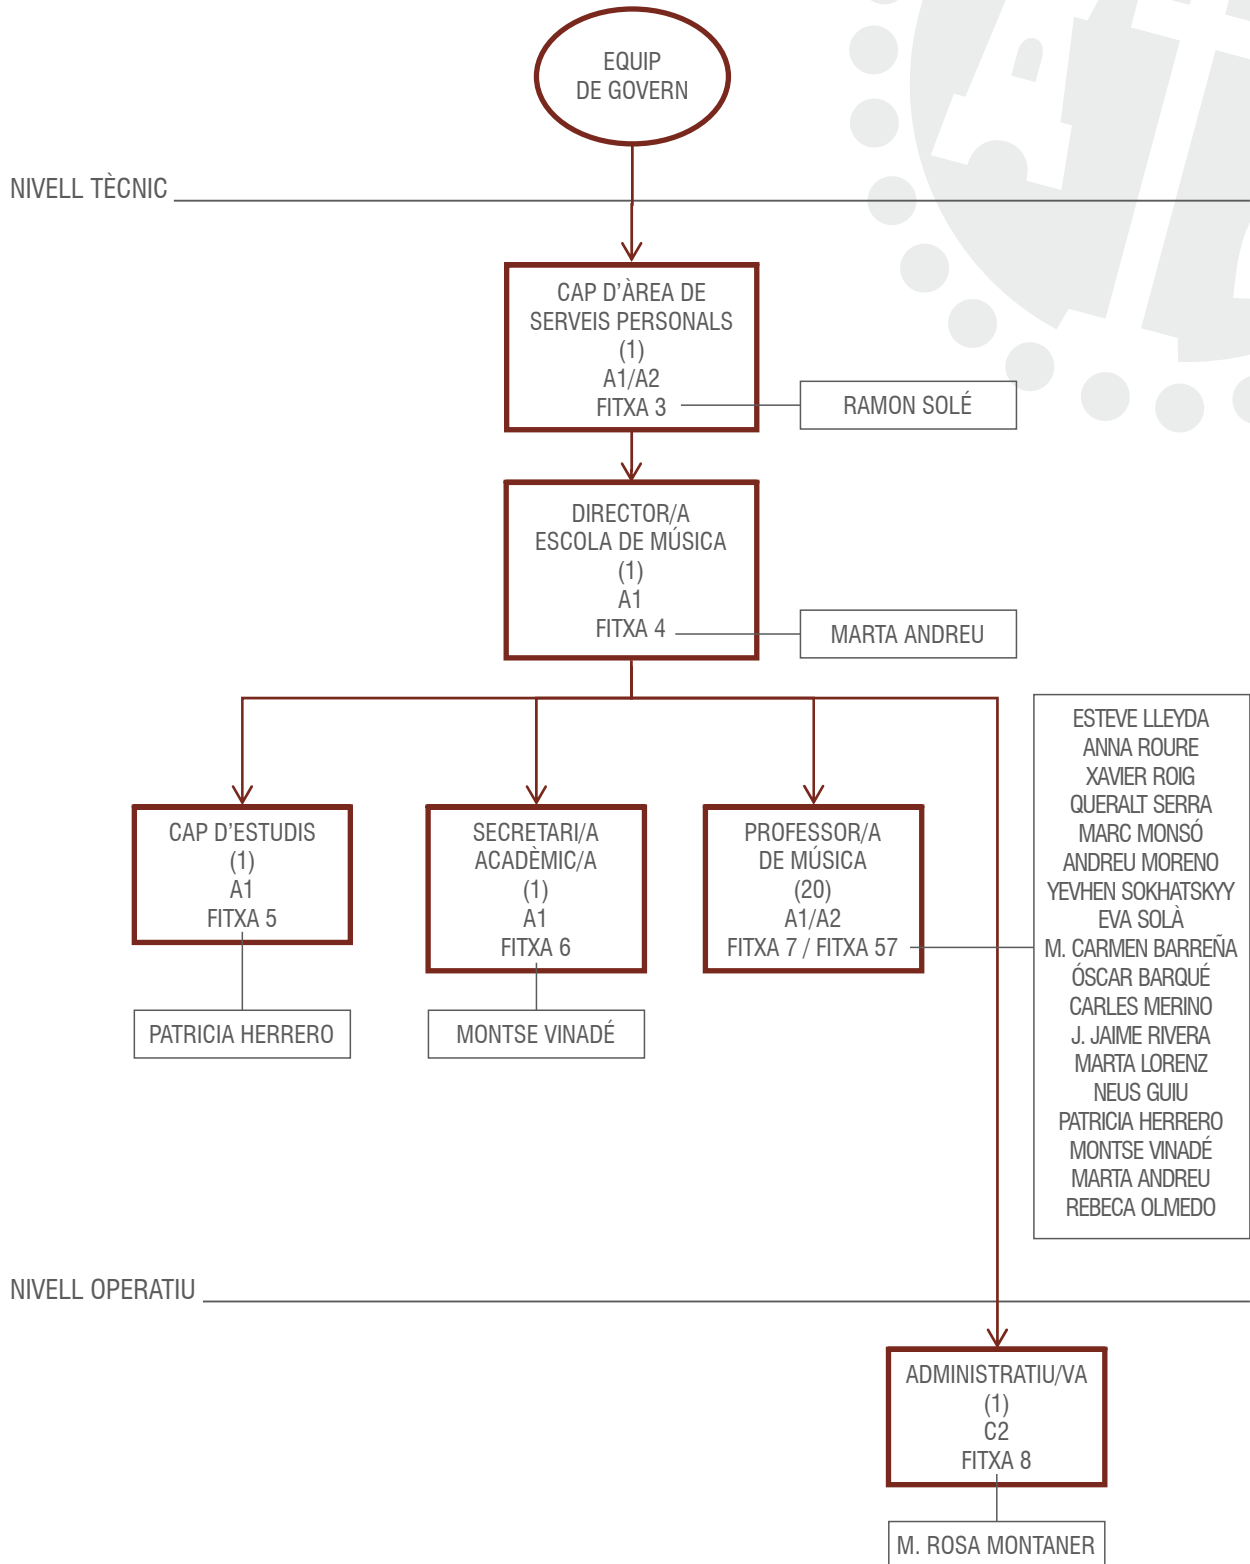 EQUIP
DE GOVERN
NIVELL TÈCNIC
CAP D'ÀREA DE
SERVEIS PERSONALS
(1)
A1/A2
FITXA 3
RAMON SOLÉ
DIRECTOR/A
ESCOLA DE MÚSICA
(1)
A1
FITXA 4
MARTA ANDREU
CAP D'ESTUDIS
(1)
A1
FITXA 5
PATRICIA HERRERO
SECRETARI/A
ACADÈMIC/A
(1)
A1
FITXA 6
MONTSE VINADÉ
PROFESSOR/A
DE MÚSICA
(20)
A1/A2
FITXA 7 / FITXA 57
ESTEVE LLEYDA
ANNA ROURE
XAVIER ROIG
QUERALT SERRA
MARC MONSÓ
ANDREU MORENO
YEVHEN SOKHATSKYY
EVA SOLÀ
M. CARMEN BARREÑA
ÓSCAR BARQUÉ
CARLES MERINO
J. JAIME RIVERA
MARTA LORENZ
NEUS GUIU
PATRICIA HERRERO
MONTSE VINADÉ
MARTA ANDREU
REBECA OLMEDO
NIVELL OPERATIU
ADMINISTRATIU/VA
(1)
C2
FITXA 8
M. ROSA MONTANER